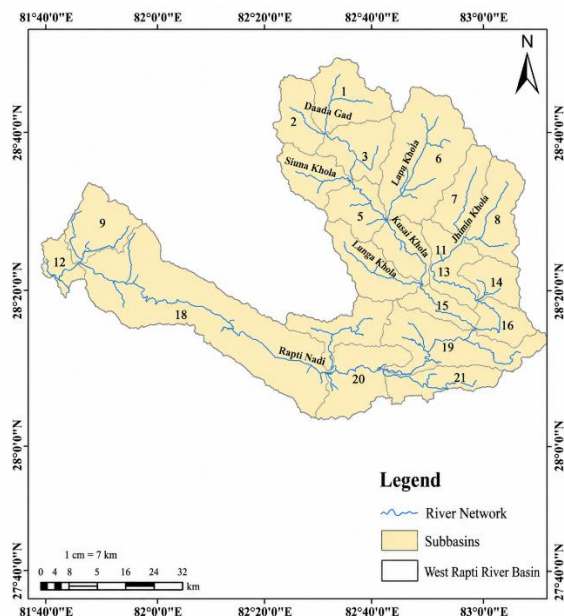 81°40'0"E 82°0'0"E 82°20'0"E 82°40'0"E 83°0'0"E
N
28°40'0"N
28°20'0"N
28°0'0"N
27°40'0"N
1
Daada Gad
2
3
Lapa Khola
6
Siuna Khola
7
Jhimin Khola
8
5
Kusai Khola
9
11
Lunga Khola
12
13
14
15
16
18
19
Rapti Nadi
20
21
Legend
River Network
Subbasins
West Rapti River Basin
1 cm = 7 km
0 4 8 5 16 24 32
km
28°40'0"N
28°20'0"N
28°0'0"N
27°40'0"N
81°40'0"E 82°0'0"E 82°20'0"E 82°40'0"E 83°0'0"E